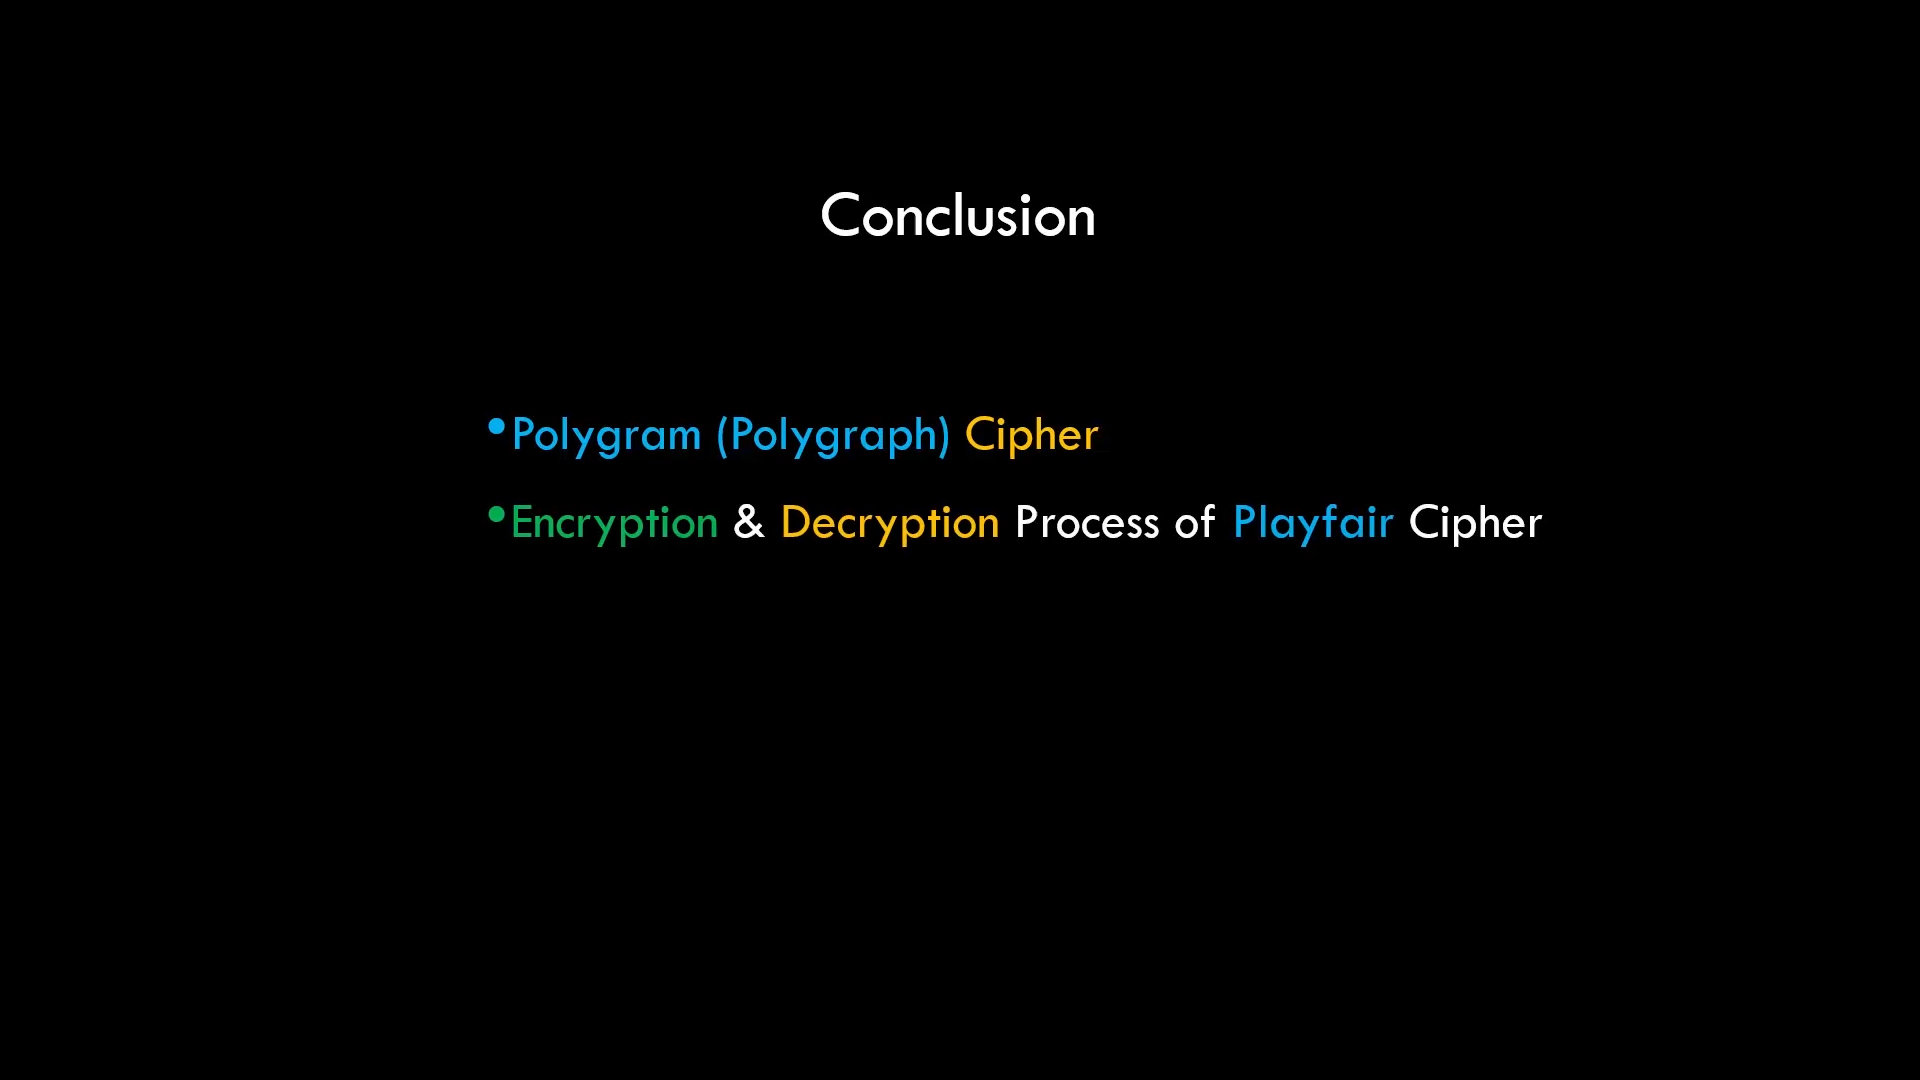 Conclusion
•Polygram (Polygraph) Cipher
•Encryption & Decryption Process of Playfair Cipher